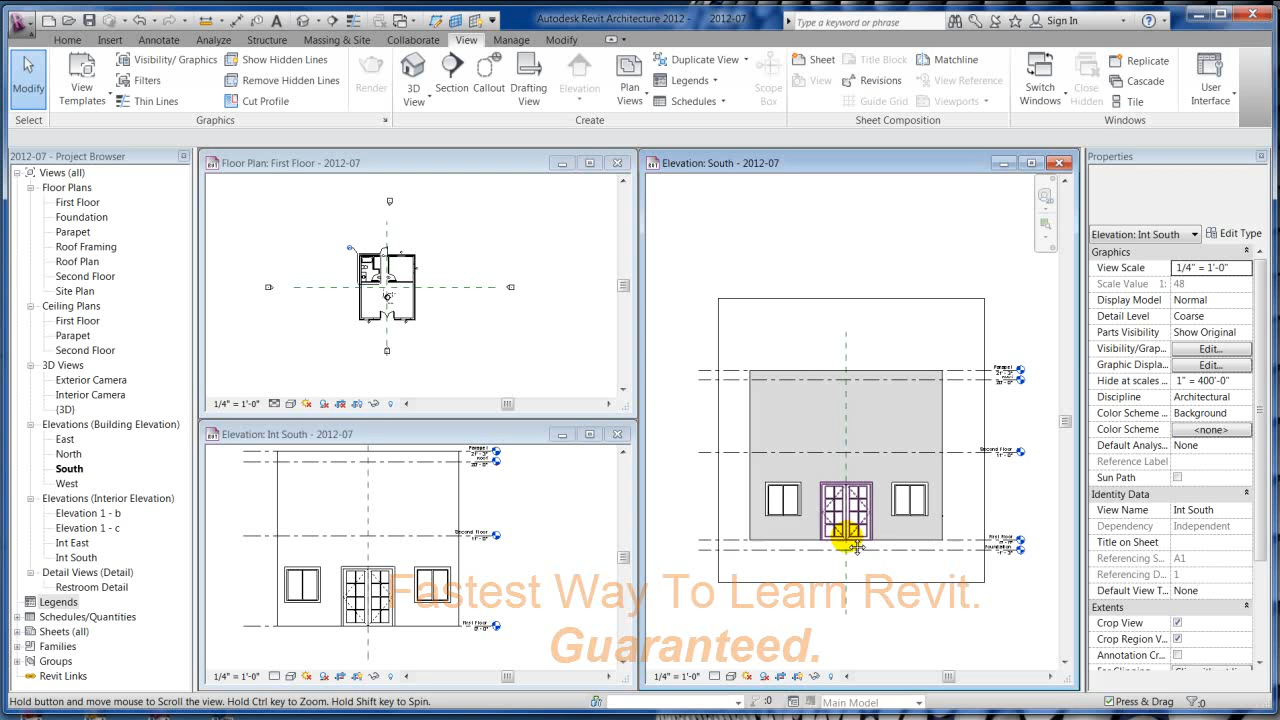 Autodesk Revit Architecture 2012 - 2012-07
Type a keyword or phrase
Sign In
Home Insert Annotate Analyze Structure Massing & Site Collaborate View Manage Modify
Modify
View Templates
Visibility/ Graphics
Filters
Thin Lines
Show Hidden Lines
Remove Hidden Lines
Cut Profile
Render
3D View
Section
Callout
Drafting View
Elevation
Plan Views
Duplicate View
Legends
Schedules
Scope Box
Sheet
View
Title Block
Revisions
Guide Grid
Matchline
View Reference
Viewports
Switch Windows
Close Hidden
Replicate
Cascade
Tile
User Interface
Select Graphics Create Sheet Composition Windows
2012-07 - Project Browser
Views (all)
Floor Plans
First Floor
Foundation
Parapet
Roof Framing
Roof Plan
Second Floor
Site Plan
Ceiling Plans
First Floor
Parapet
Second Floor
3D Views
Exterior Camera
Interior Camera
{3D}
Elevations (Building Elevation)
East
North
South
West
Elevations (Interior Elevation)
Elevation 1 - b
Elevation 1 - c
Int East
Int South
Detail Views (Detail)
Restroom Detail
Legends
Schedules/Quantities
Sheets (all)
Families
Groups
Revit Links
Floor Plan: First Floor - 2012-07
1/4" = 1'-0"
Elevation: Int South - 2012-07
Second Floor
First Floor
1/4" = 1'-0"
Elevation: South - 2012-07
Parapet
Second Floor
First Floor
Foundation
1/4" = 1'-0"
Fastest Way To Learn Revit.
Guaranteed.
Properties
Elevation: Int South
Edit Type
Graphics
View Scale 1/4" = 1'-0"
Scale Value 1: 48
Display Model Normal
Detail Level Coarse
Parts Visibility Show Original
Visibility/Grap... Edit...
Graphic Displa... Edit...
Hide at scales ... 1" = 400'-0"
Discipline Architectural
Color Scheme ... Background
Color Scheme <none>
Default Analys... None
Reference Label
Sun Path
Identity Data
View Name Int South
Dependency Independent
Title on Sheet
Referencing S... A1
Referencing D... 1
Default View T... None
Extents
Crop View
Crop Region V...
Annotation Cr...
Hold button and move mouse to Scroll the view. Hold Ctrl key to Zoom. Hold Shift key to Spin.
:0
Main Model
Press & Drag
:0